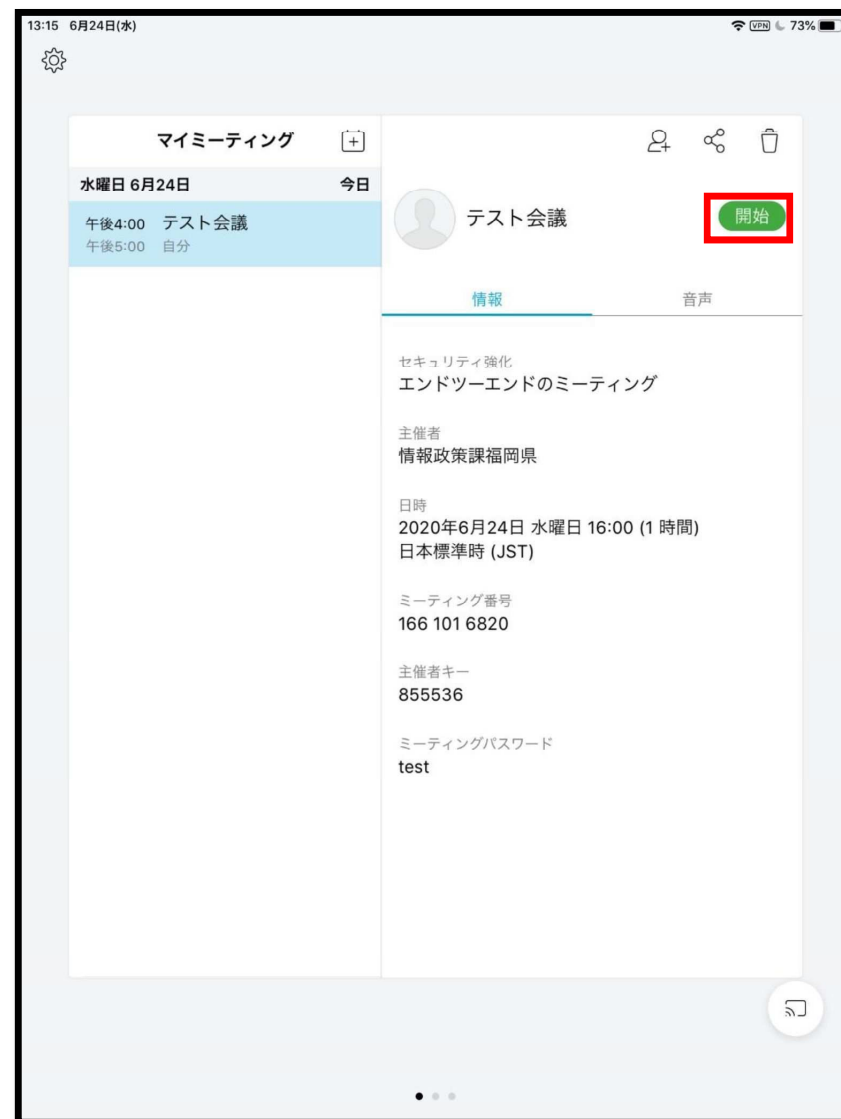 13:15 6月24日(水)
VPN 73%
マイミーティング
水曜日 6月24日 今日
午後4:00 テスト会議
午後5:00 自分
テスト会議
開始
情報 音声
セキュリティ強化
エンドツーエンドのミーティング
主催者
情報政策課福岡県
日時
2020年6月24日 水曜日 16:00 (1 時間)
日本標準時 (JST)
ミーティング番号
166 101 6820
主催者キー
855536
ミーティングパスワード
test